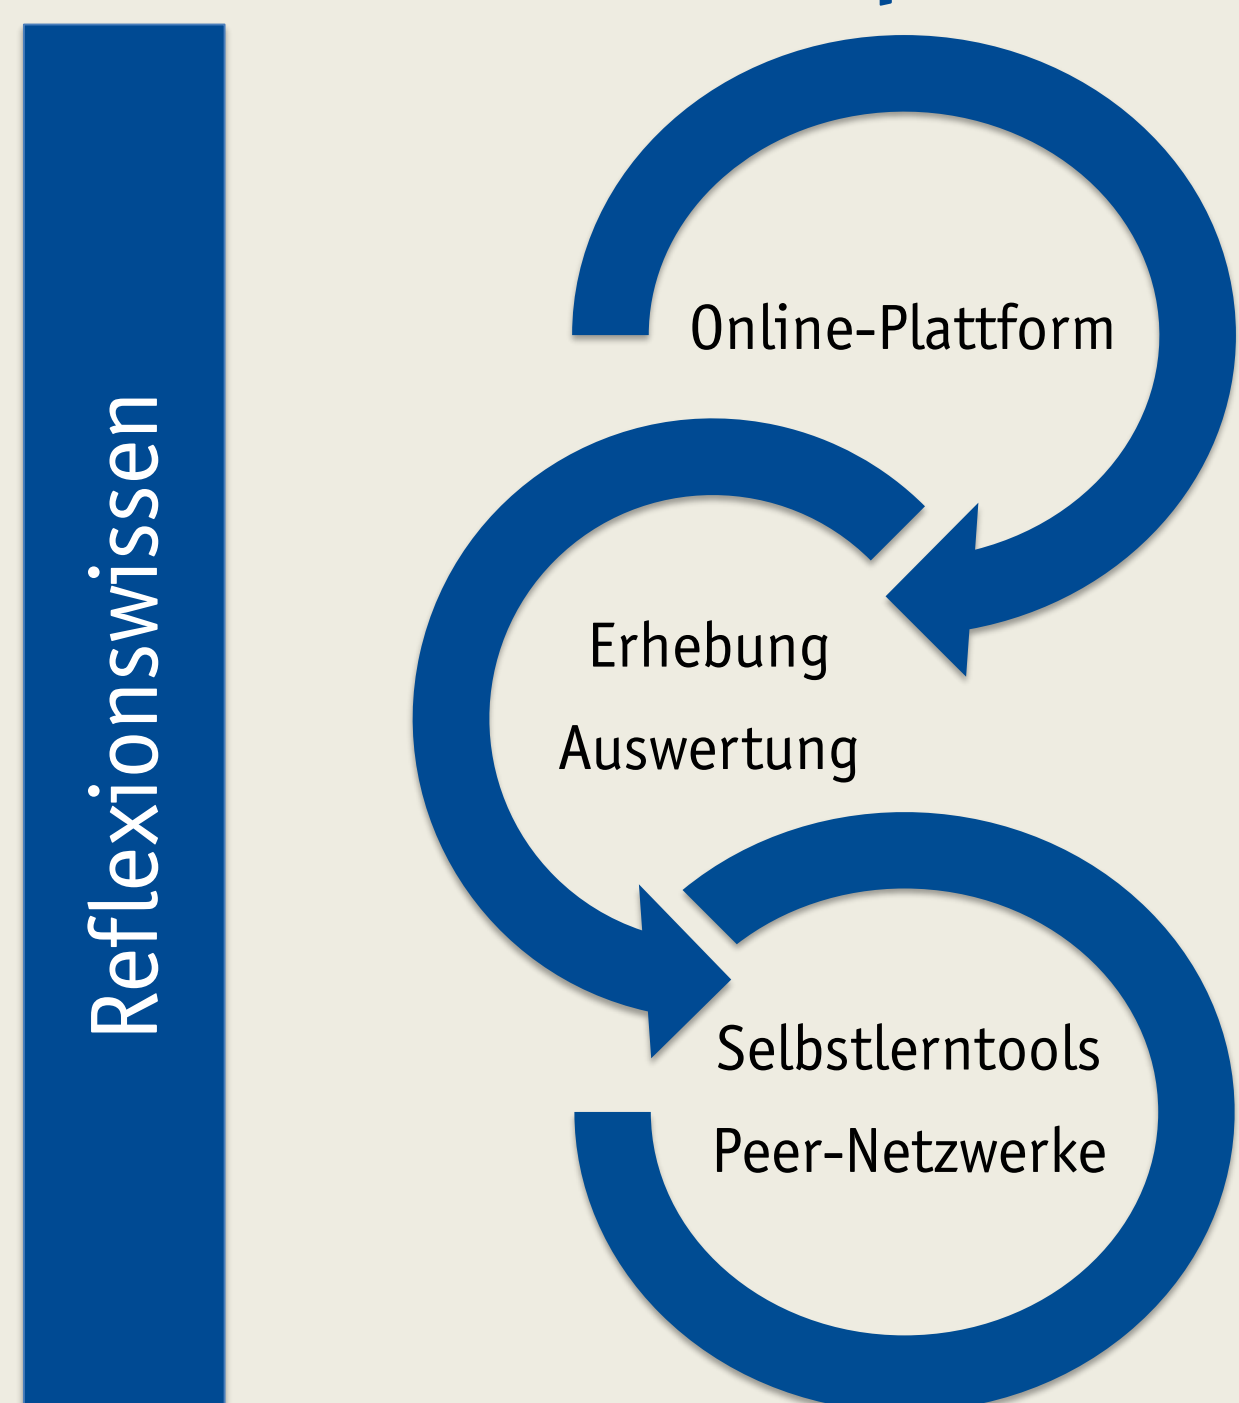 Reflexionswissen
Online-Plattform
Erhebung
Auswertung
Selbstlerntools
Peer-Netzwerke